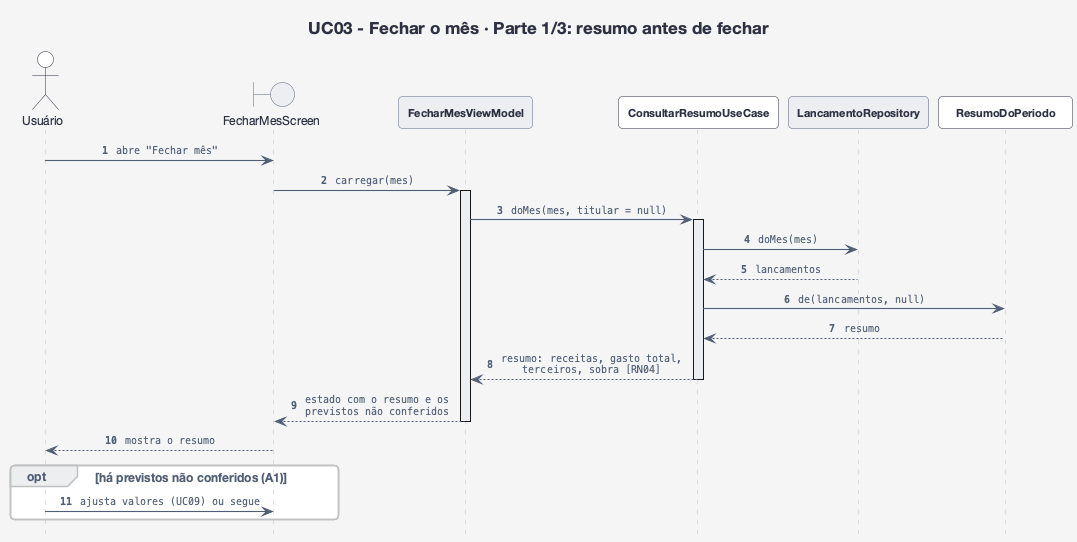 UC03 - Fechar o mês · Parte 1/3: resumo antes de fechar
Usuário
FecharMesScreen
FecharMesViewModel
ConsultarResumoUseCase
LancamentoRepository
ResumoDoPeriodo
1 abre "Fechar mês"
2 carregar(mes)
3 doMes(mes, titular = null)
4 doMes(mes)
5 lancamentos
6 de(lancamentos, null)
7 resumo
8 resumo: receitas, gasto total,
terceiros, sobra [RN04]
9 estado com o resumo e os
previstos não conferidos
10 mostra o resumo
opt [há previstos não conferidos (A1)]
11 ajusta valores (UC09) ou segue